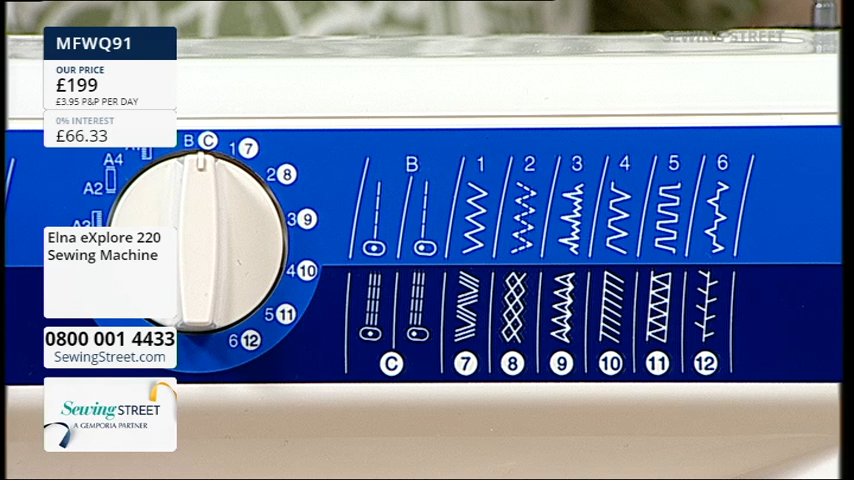 MFWQ91
OUR PRICE
£199
£3.95 P&P PER DAY
0% INTEREST
£66.33
SEWING STREET
B C 1 7
A4
2 8
A2
3 9
4 10
5 11
6 12
B 1 2 3 4 5 6
C 7 8 9 10 11 12
Elna eXplore 220
Sewing Machine
0800 001 4433
SewingStreet.com
Sewing STREET
A GEMPORIA PARTNER